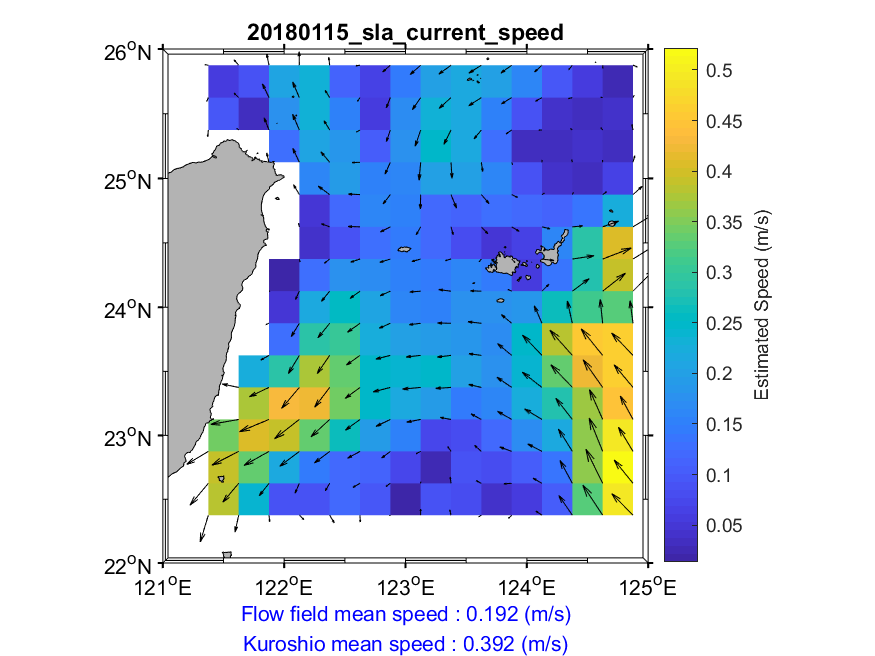 20180115_sla_current_speed
26°N
25°N
24°N
23°N
22°N
121°E 122°E 123°E 124°E 125°E
0.5
0.45
0.4
0.35
0.3
0.25
0.2
0.15
0.1
0.05
Estimated Speed (m/s)
Flow field mean speed : 0.192 (m/s)
Kuroshio mean speed : 0.392 (m/s)